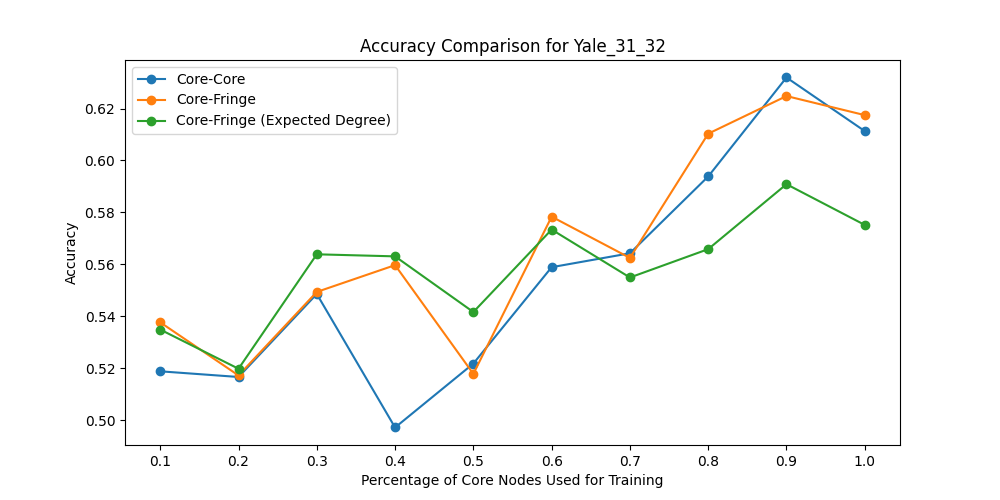 Accuracy Comparison for Yale_31_32
Core-Core
Core-Fringe
Core-Fringe (Expected Degree)
Accuracy
0.62
0.60
0.58
0.56
0.54
0.52
0.50
0.1 0.2 0.3 0.4 0.5 0.6 0.7 0.8 0.9 1.0
Percentage of Core Nodes Used for Training